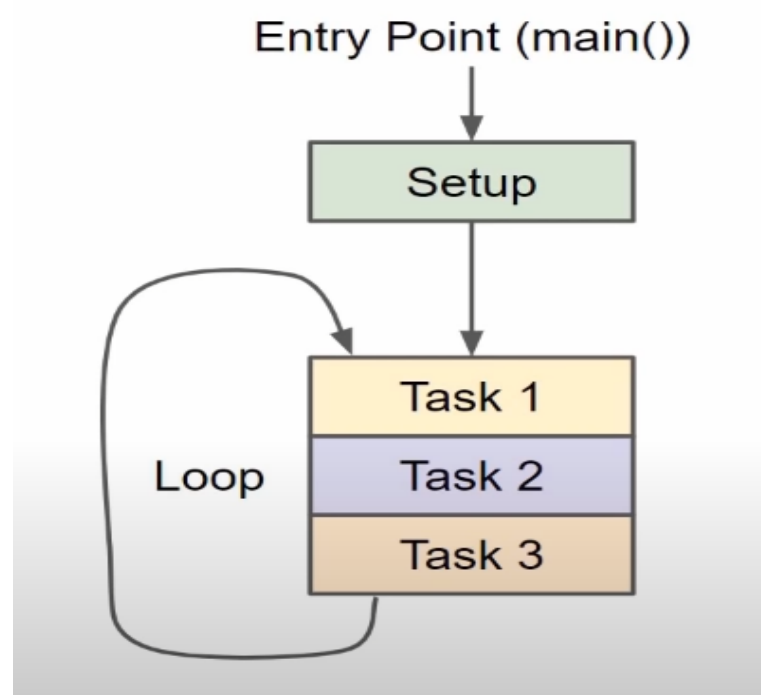 Entry Point (main())
Setup
Task 1
Loop
Task 2
Task 3